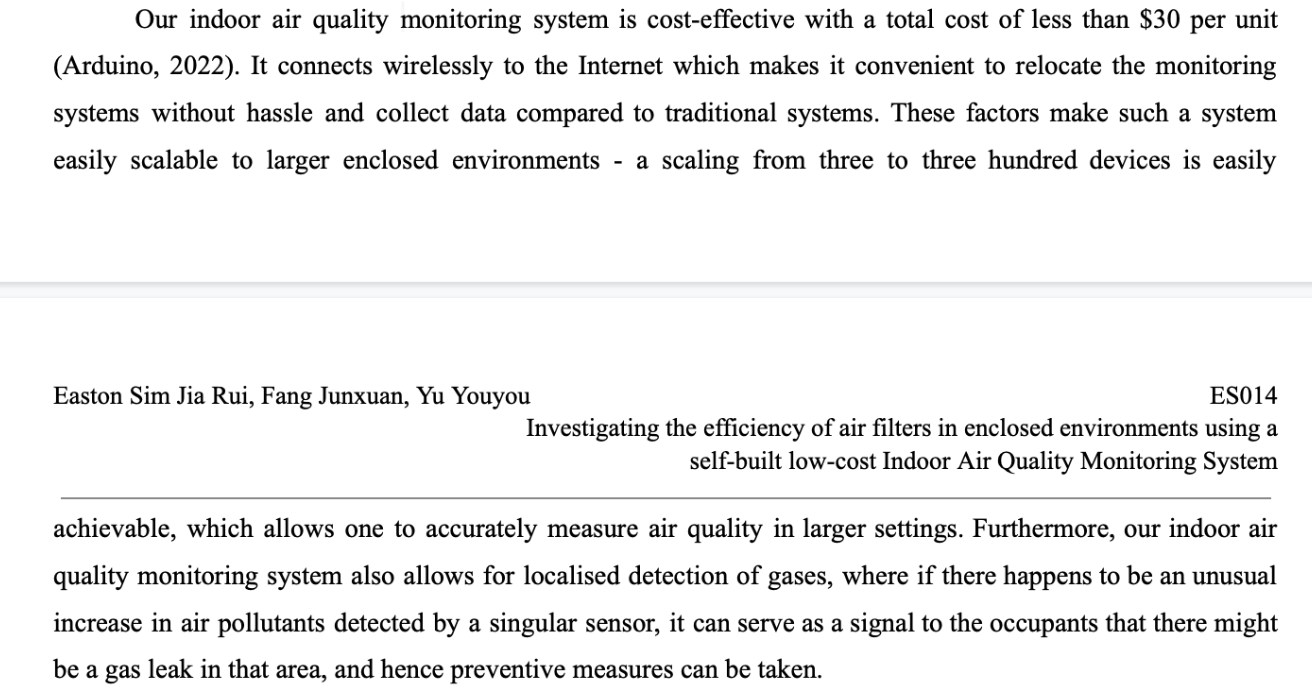 Our indoor air quality monitoring system is cost-effective with a total cost of less than $30 per unit
(Arduino, 2022). It connects wirelessly to the Internet which makes it convenient to relocate the monitoring
systems without hassle and collect data compared to traditional systems. These factors make such a system
easily scalable to larger enclosed environments - a scaling from three to three hundred devices is easily
Easton Sim Jia Rui, Fang Junxuan, Yu Youyou ES014
Investigating the efficiency of air filters in enclosed environments using a
self-built low-cost Indoor Air Quality Monitoring System
achievable, which allows one to accurately measure air quality in larger settings. Furthermore, our indoor air
quality monitoring system also allows for localised detection of gases, where if there happens to be an unusual
increase in air pollutants detected by a singular sensor, it can serve as a signal to the occupants that there might
be a gas leak in that area, and hence preventive measures can be taken.